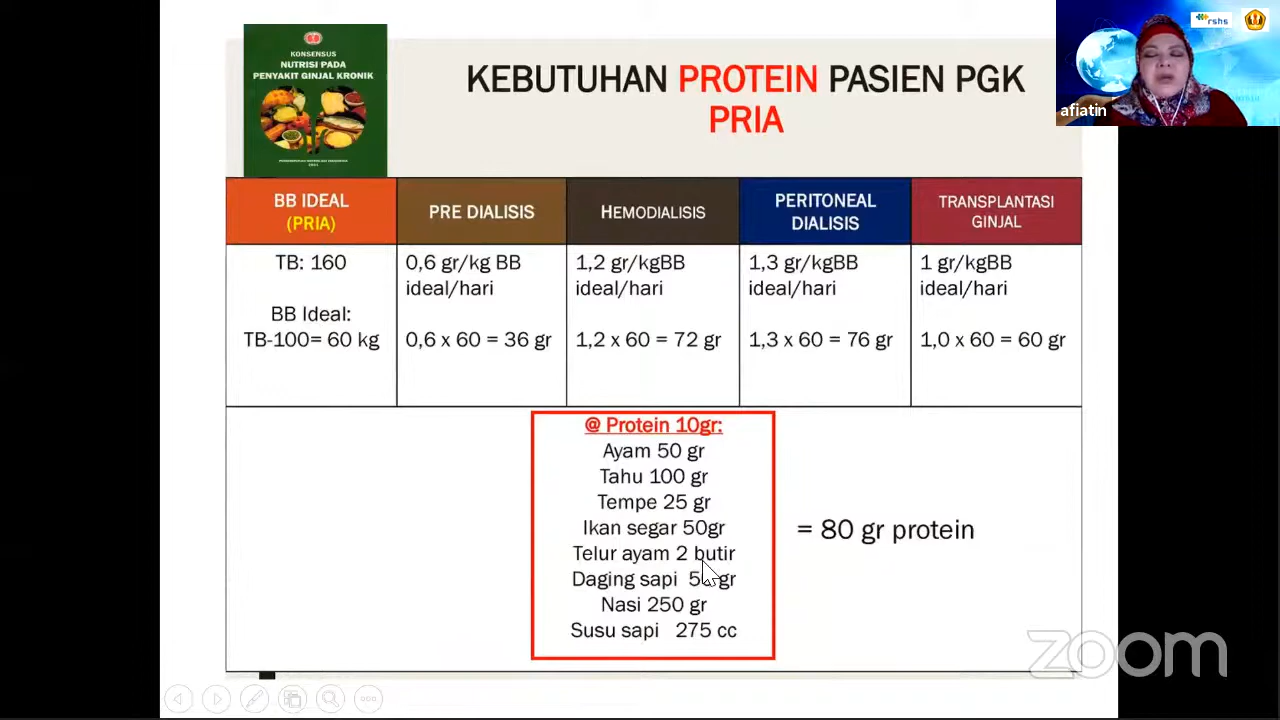 KONSENSUS
NUTRISI PADA
PENYAKIT GINJAL KRONIK
KEBUTUHAN PROTEIN PASIEN PGK
PRIA
rshs
afiatin
BB IDEAL
(PRIA)
PRE DIALISIS
HEMODIALISIS
PERITONEAL
DIALISIS
TRANSPLANTASI
GINJAL
TB: 160
BB Ideal:
TB-100= 60 kg
0,6 gr/kg BB
ideal/hari
0,6 x 60 = 36 gr
1,2 gr/kgBB
ideal/hari
1,2 x 60 = 72 gr
1,3 gr/kgBB
ideal/hari
1,3 x 60 = 76 gr
1 gr/kgBB
ideal/hari
1,0 x 60 = 60 gr
@ Protein 10gr:
Ayam 50 gr
Tahu 100 gr
Tempe 25 gr
Ikan segar 50gr
Telur ayam 2 butir
Daging sapi gr
Nasi 250 gr
Susu sapi 275 cc
= 80 gr protein
zoom